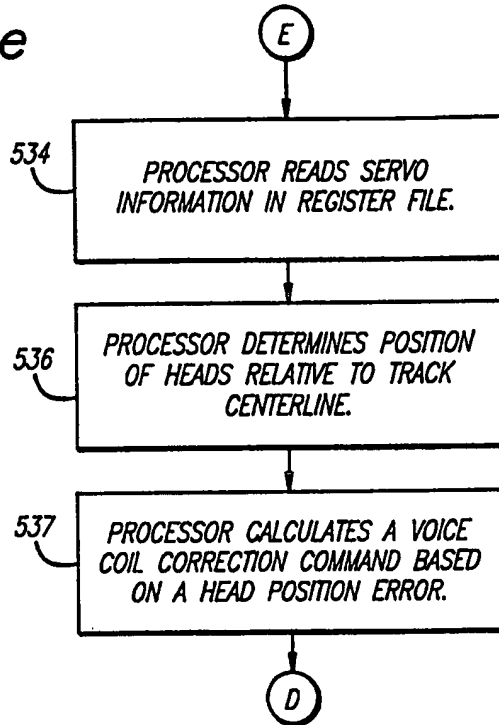 e
E
534
PROCESSOR READS SERVO
INFORMATION IN REGISTER FILE.
536
PROCESSOR DETERMINES POSITION
OF HEADS RELATIVE TO TRACK
CENTERLINE.
537
PROCESSOR CALCULATES A VOICE
COIL CORRECTION COMMAND BASED
ON A HEAD POSITION ERROR.
D